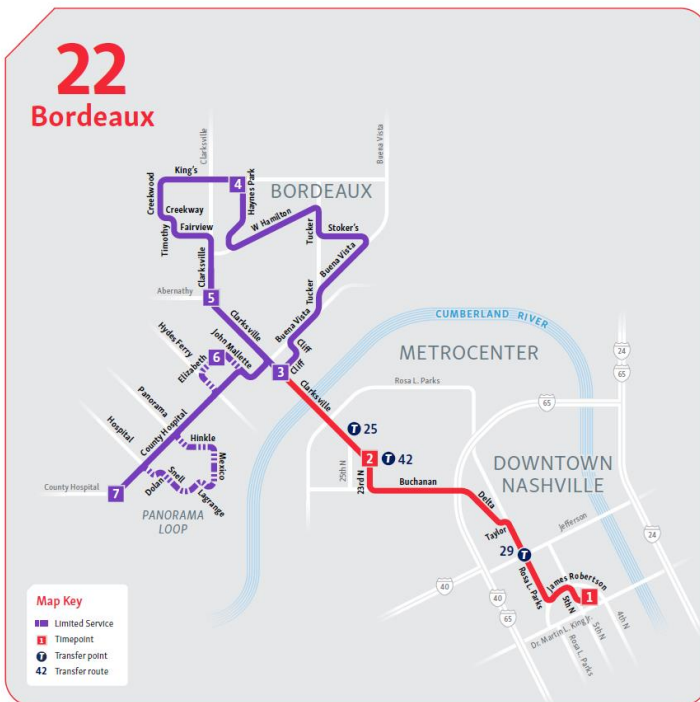 22
Bordeaux
Clarksville
Buena Vista
King's
4
Creekwood
Haynes Park
BORDEAUX
Creekway
W Hamilton
Timothy
Fairview
Tucker
Stoker's
Clarksville
Buena Vista
Abernathy
5
Tucker
Clarksville
Buena Vista
CUMBERLAND RIVER
Hydes Ferry
John Mallette
6
Cliff
Elizabeth
3
Cliff
METROCENTER
24
65
Panorama
Clarksville
Rosa L. Parks
65
Hospital
County Hospital
T 25
Hinkle
2
T 42
Mexico
25th N
23rd N
DOWNTOWN
NASHVILLE
County Hospital
7
Dolan
Snell
Lagrange
Buchanan
Delta
PANORAMA
LOOP
Taylor
Jefferson
24
29 T
Rosa L. Parks
James Robertson
40
40
5th N
1
65
Dr. Martin L. King
4th N
5th N
Rosa L. Parks
Map Key
Limited Service
1 Timepoint
T Transfer point
42 Transfer route